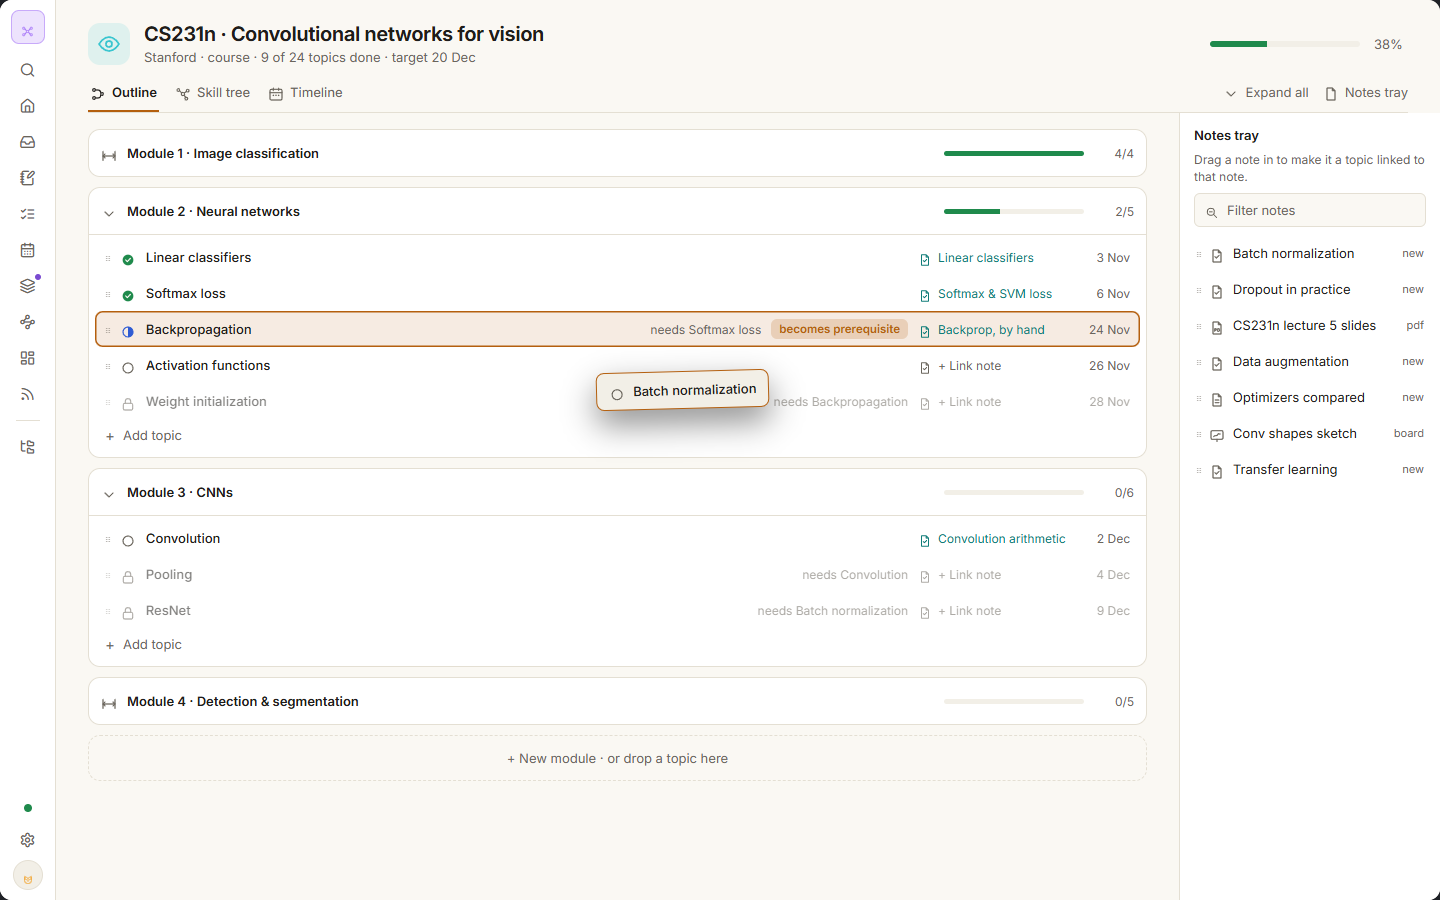 CS231n · Convolutional networks for vision
Stanford · course · 9 of 24 topics done · target 20 Dec
38%
Outline
Skill tree
Timeline
Expand all
Notes tray
Module 1 · Image classification
4/4
Module 2 · Neural networks
2/5
Linear classifiers
Linear classifiers
3 Nov
Softmax loss
Softmax & SVM loss
6 Nov
Backpropagation
needs Softmax loss
becomes prerequisite
Backprop, by hand
24 Nov
Activation functions
+ Link note
26 Nov
Batch normalization
Weight initialization
needs Backpropagation
+ Link note
28 Nov
+ Add topic
Module 3 · CNNs
0/6
Convolution
Convolution arithmetic
2 Dec
Pooling
needs Convolution
+ Link note
4 Dec
ResNet
needs Batch normalization
+ Link note
9 Dec
+ Add topic
Module 4 · Detection & segmentation
0/5
+ New module · or drop a topic here
Notes tray
Drag a note in to make it a topic linked to
that note.
Filter notes
Batch normalization
new
Dropout in practice
new
CS231n lecture 5 slides
pdf
Data augmentation
new
Optimizers compared
new
Conv shapes sketch
board
Transfer learning
new